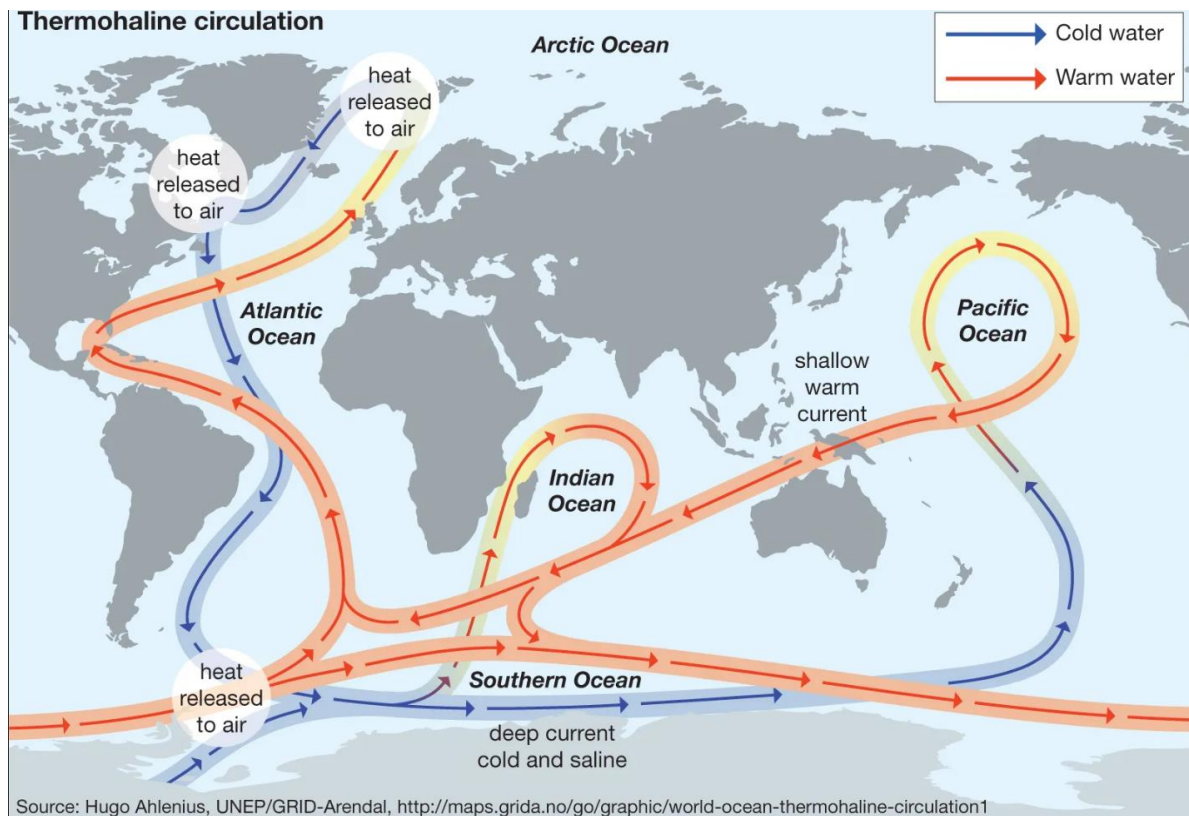 Thermohaline circulation
Arctic Ocean
Cold water
Warm water
heat
released
to air
heat
released
to air
Atlantic
Ocean
Pacific
Ocean
shallow
warm
current
Indian
Ocean
heat
released
to air
Southern Ocean
deep current
cold and saline
Source: Hugo Ahlenius, UNEP/GRID-Arendal, http://maps.grida.no/go/graphic/world-ocean-thermohaline-circulation1